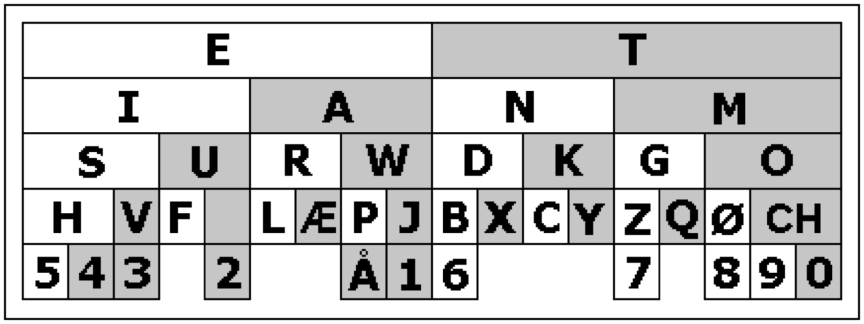 E T
I A N M
S U R W D K G O
H V F L Æ P J B X C Y Z Q Ø CH
5 4 3 2 Å 1 6 7 8 9 0